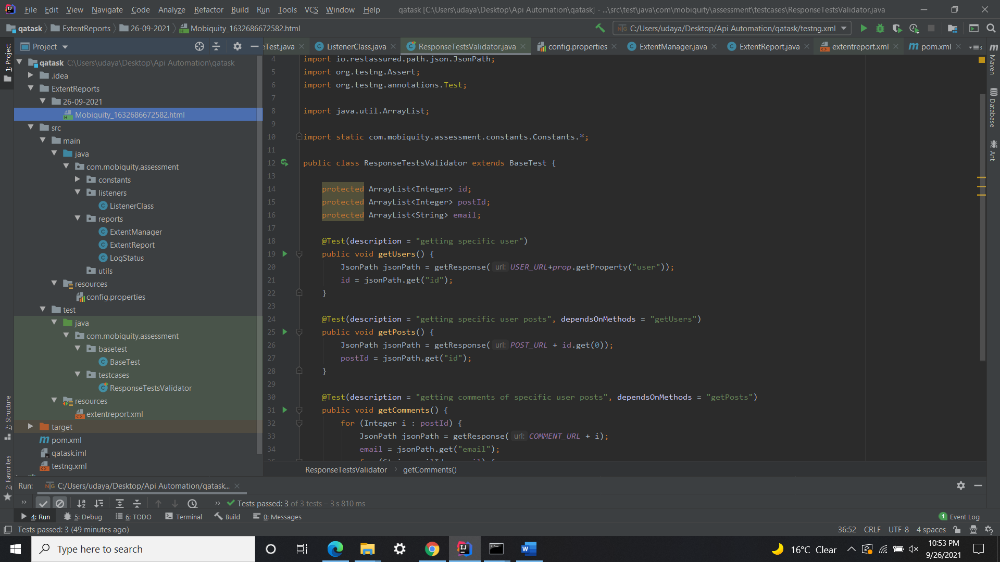 File Edit View Navigate Code Analyze Refactor Build Run Tools VCS Window Help qatask [C:\Users\udaya\Desktop\Api Automation\qatask] - ...\src\test\java\com\mobiquity\assessment\testcases\ResponseTestsValidator.java
qatask ExtentReports 26-09-2021 Mobiquity_1632686672582.html C:/Users/udaya/Desktop/Api Automation/qatask/testng.xml
Project eTest.java ListenerClass.java ResponseTestsValidator.java config.properties ExtentManager.java ExtentReport.java extentreport.xml pom.xml
1: Project
7: Structure
2: Favorites
qatask C:\Users\udaya\Desktop\Api Automation\qatask
.idea
ExtentReports
26-09-2021
Mobiquity_1632686672582.html
src
main
java
com.mobiquity.assessment
constants
listeners
ListenerClass
reports
ExtentManager
ExtentReport
LogStatus
utils
resources
config.properties
test
java
com.mobiquity.assessment
basetest
BaseTest
testcases
ResponseTestsValidator
resources
extentreport.xml
target
pom.xml
qatask.iml
testng.xml
4 import io.restassured.path.json.JsonPath;
5 import org.testng.Assert;
6 import org.testng.annotations.Test;
7
8 import java.util.ArrayList;
9
10 import static com.mobiquity.assessment.constants.Constants.*;
11
12 public class ResponseTestsValidator extends BaseTest {
13
14 protected ArrayList<Integer> id;
15 protected ArrayList<Integer> postId;
16 protected ArrayList<String> email;
17
18 @Test(description = "getting specific user")
19 public void getUsers() {
20 JsonPath jsonPath = getResponse( url: USER_URL+prop.getProperty("user"));
21 id = jsonPath.get("id");
22 }
23
24 @Test(description = "getting specific user posts", dependsOnMethods = "getUsers")
25 public void getPosts() {
26 JsonPath jsonPath = getResponse( url: POST_URL + id.get(0));
27 postId = jsonPath.get("id");
28 }
29
30 @Test(description = "getting comments of specific user posts", dependsOnMethods = "getPosts")
31 public void getComments() {
32 for (Integer i : postId) {
33 JsonPath jsonPath = getResponse( url: COMMENT_URL + i);
34 email = jsonPath.get("email");
ResponseTestsValidator getComments()
Maven
Database
Ant
Run: C:/Users/udaya/Desktop/Api Automation/qatask...
Tests passed: 3 of 3 tests – 3 s 810 ms
4: Run 5: Debug 6: TODO Terminal Build 0: Messages 1 Event Log
Tests passed: 3 (49 minutes ago) 36:52 CRLF UTF-8 4 spaces
Type here to search 16°C Clear 10:53 PM
9/26/2021